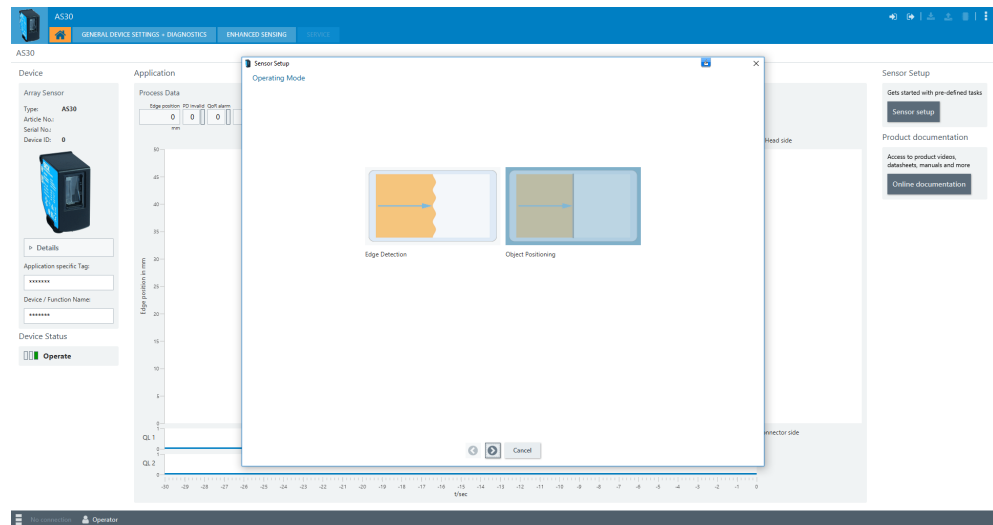 AS30
GENERAL DEVICE SETTINGS + DIAGNOSTICS
ENHANCED SENSING
SERVICE
AS30
Device
Array Sensor
Type: AS30
Article No.:
Serial No.:
Device ID: 0
Details
Application specific Tag:
*******
Device / Function Name:
*******
Device Status
Operate
Application
Process Data
Edge position PD invalid QoR alarm
0 0 0
mm
Head side
50
45
40
35
30
25
20
15
10
5
0
Edge position in mm
Connector side
QL 1
1
0
QL 2
1
0
-30 -29 -28 -27 -26 -25 -24 -23 -22 -21 -20 -19 -18 -17 -16 -15 -14 -13 -12 -11 -10 -9 -8 -7 -6 -5 -4 -3 -2 -1 0
t/sec
Sensor Setup
Operating Mode
Edge Detection
Object Positioning
Cancel
Sensor Setup
Gets started with pre-defined tasks
Sensor setup
Product documentation
Access to product videos,
datasheets, manuals and more
Online documentation
No connection
Operator